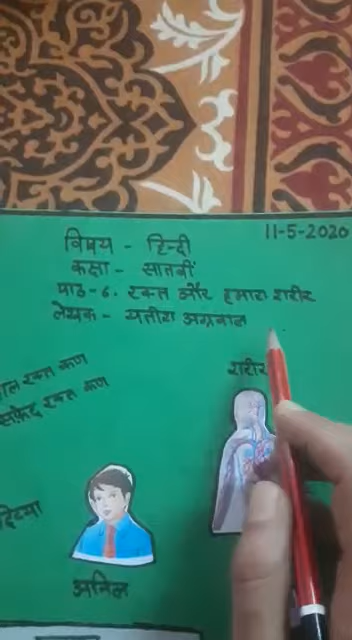 11-5-2020
विषय - हिन्दी
कक्षा - सातवीं
पाठ-6. रक्त और हमारा शरीर
लेखक - यतीश अग्रवाल
लाल रक्त कण
सफ़ेद रक्त कण
शरीर
दिव्या
अनिल